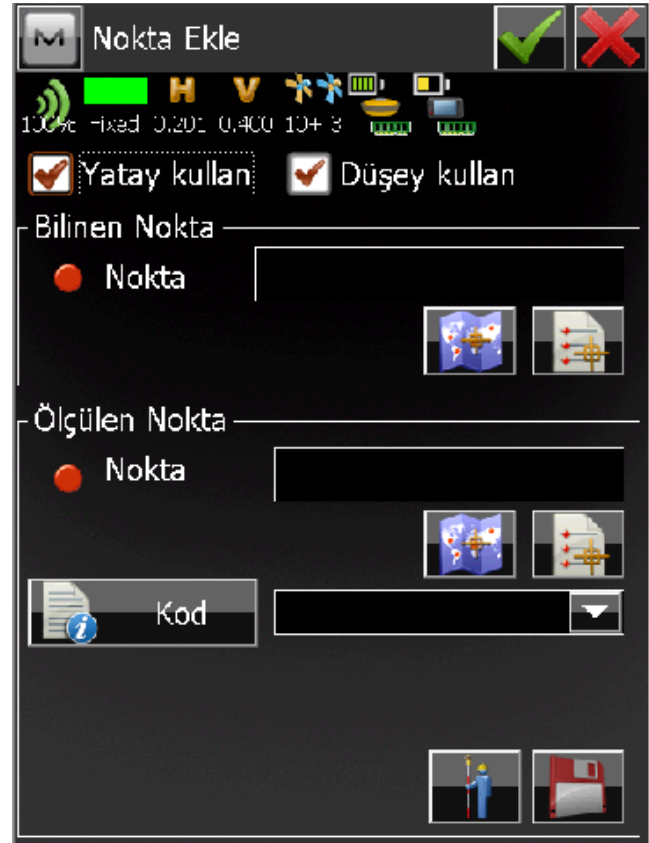 Nokta Ekle
H V
100% Fixed 0.201 0.400 10+ 3
Yatay kullan Düşey kullan
Bilinen Nokta
Nokta
Ölçülen Nokta
Nokta
Kod